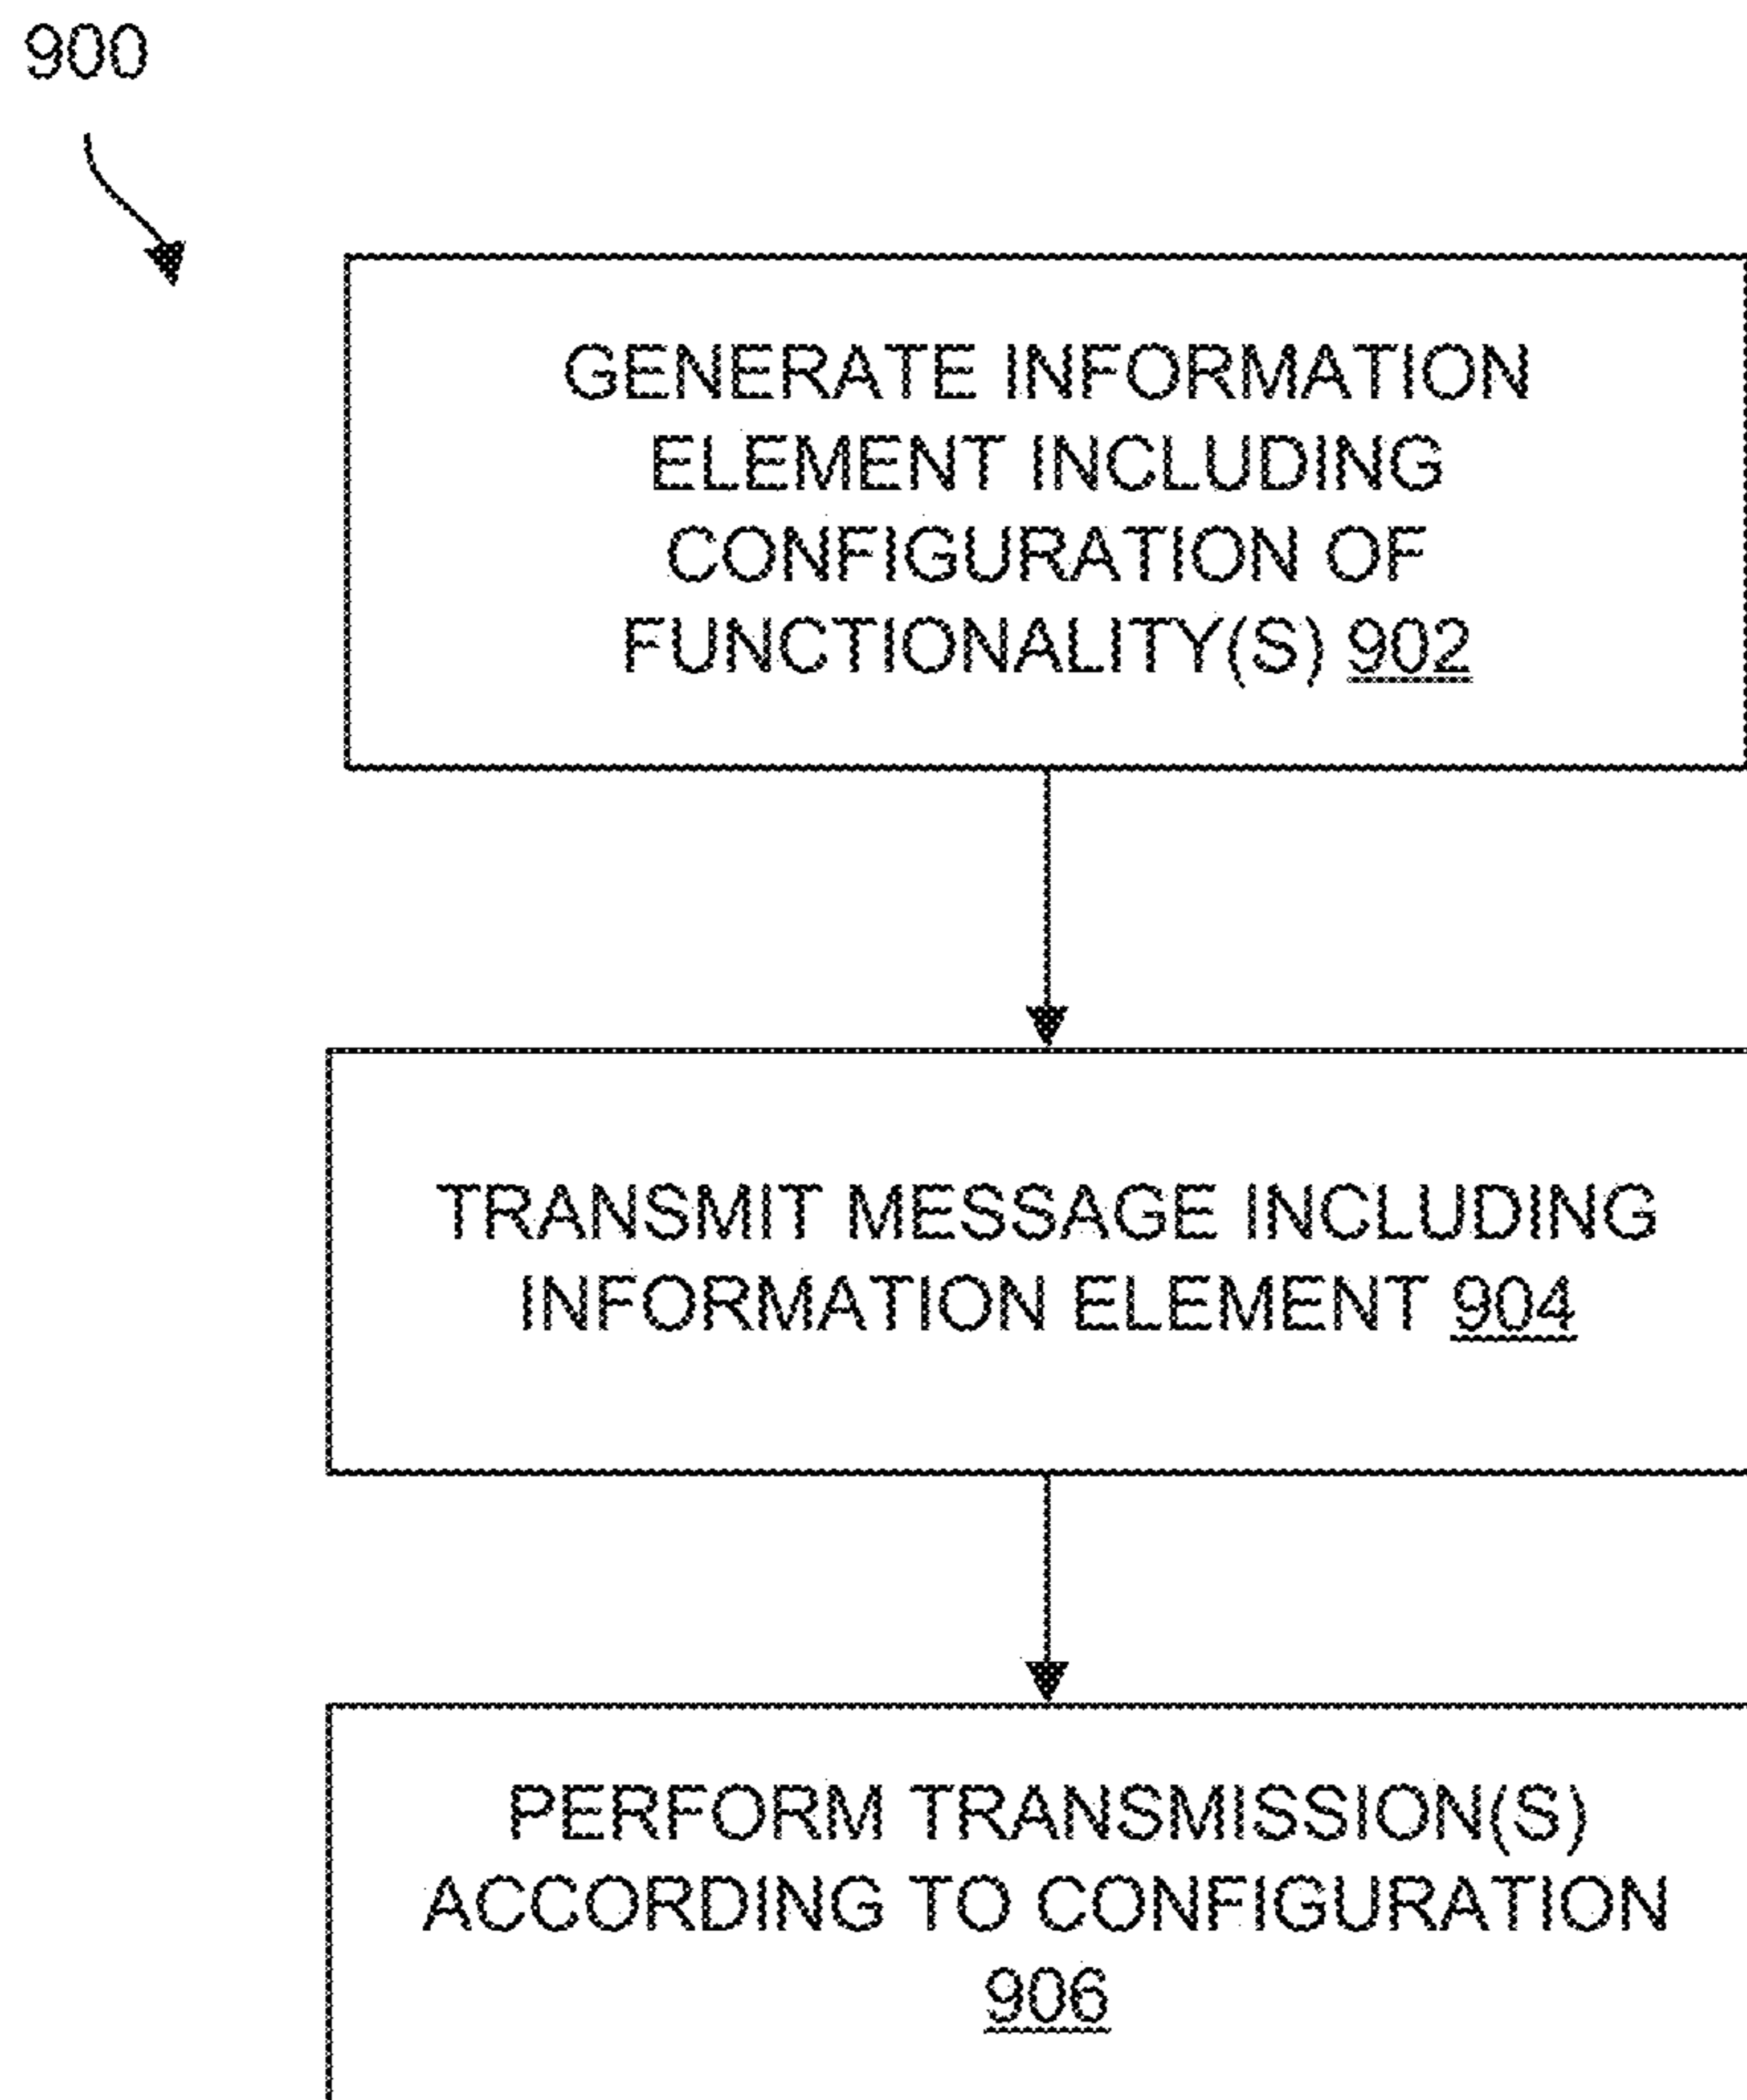 900
GENERATE INFORMATION
ELEMENT INCLUDING
CONFIGURATION OF
FUNCTIONALITY(S) 902
TRANSMIT MESSAGE INCLUDING
INFORMATION ELEMENT 904
PERFORM TRANSMISSION(S)
ACCORDING TO CONFIGURATION
906